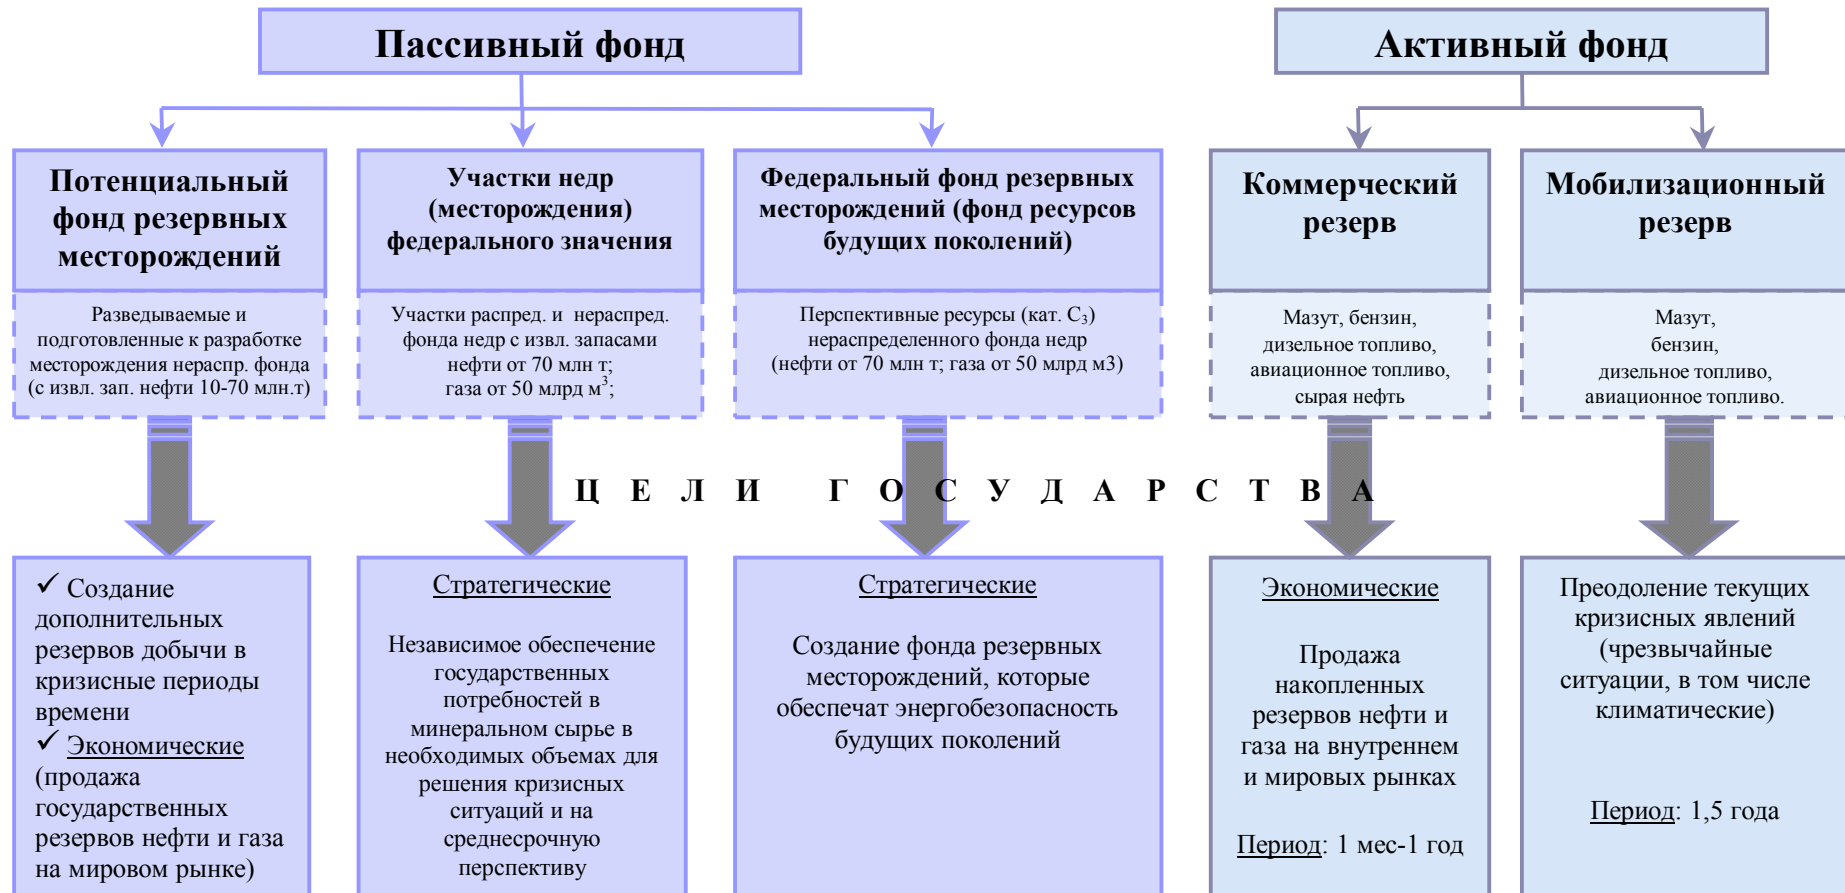 Пассивный фонд
Активный фонд
Потенциальный
фонд резервных
месторождений
Участки недр
(месторождения)
федерального значения
Федеральный фонд резервных
месторождений (фонд ресурсов
будущих поколений)
Коммерческий
резерв
Мобилизационный
резерв
Разведываемые и
подготовленные к разработке
месторождения нераспр. фонда
(с извл. зап. нефти 10-70 млн.т)
Участки распред. и нераспред.
фонда недр с извл. запасами
нефти от 70 млн т;
газа от 50 млрд м³;
Перспективные ресурсы (кат. С₃)
нераспределенного фонда недр
(нефти от 70 млн т; газа от 50 млрд м3)
Мазут, бензин,
дизельное топливо,
авиационное топливо,
сырая нефть
Мазут,
бензин,
дизельное топливо,
авиационное топливо.
Ц Е Л И Г О С У Д А Р С Т В А
✓ Создание
дополнительных
резервов добычи в
кризисные периоды
времени
✓ Экономические
(продажа
государственных
резервов нефти и газа
на мировом рынке)
Стратегические
Независимое обеспечение
государственных
потребностей в
минеральном сырье в
необходимых объемах для
решения кризисных
ситуаций и на
среднесрочную
перспективу
Стратегические
Создание фонда резервных
месторождений, которые
обеспечат энергобезопасность
будущих поколений
Экономические
Продажа
накопленных
резервов нефти и
газа на внутреннем
и мировых рынках
Период: 1 мес-1 год
Преодоление текущих
кризисных явлений
(чрезвычайные
ситуации, в том числе
климатические)
Период: 1,5 года